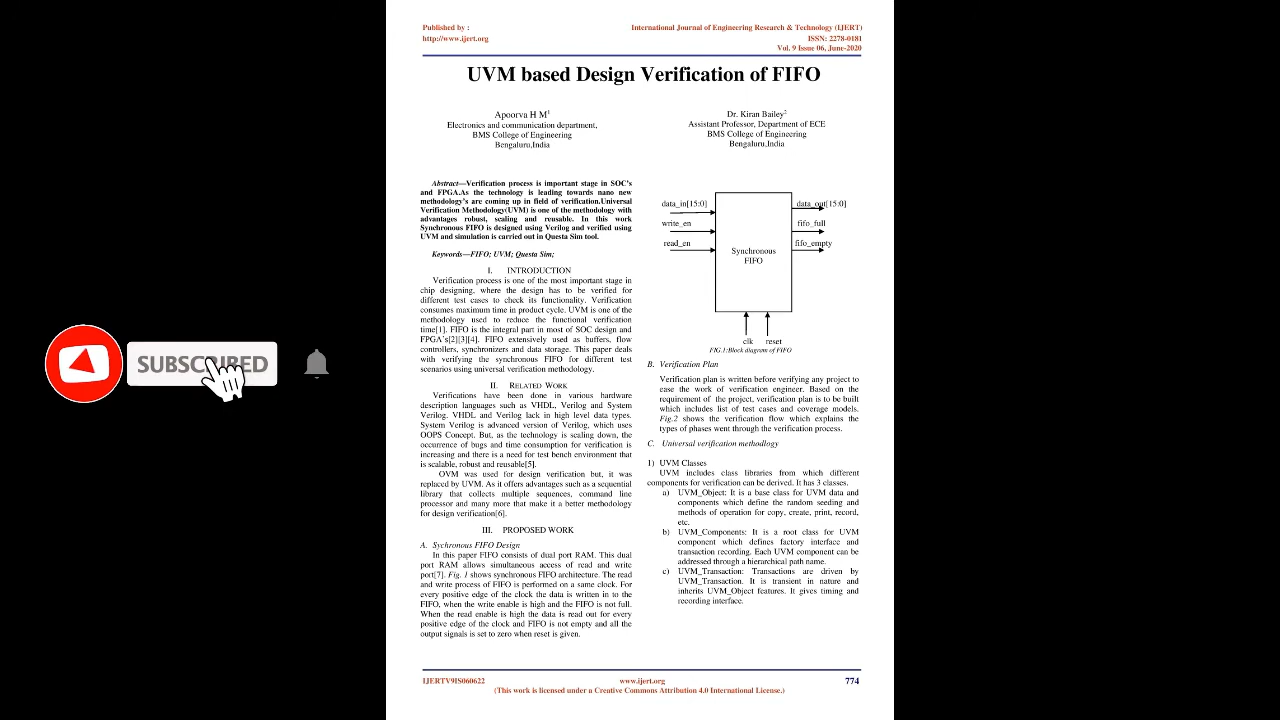 Published by :
http://www.ijert.org
International Journal of Engineering Research & Technology (IJERT)
ISSN: 2278-0181
Vol. 9 Issue 06, June-2020
UVM based Design Verification of FIFO
Apoorva H M1
Electronics and communication department,
BMS College of Engineering
Bengaluru,India
Dr. Kiran Bailey2
Assistant Professor, Department of ECE
BMS College of Engineering
Bengaluru,India
Abstract—Verification process is important stage in SOC's
and FPGA.As the technology is leading towards nano new
methodology's are coming up in field of verification.Universal
Verification Methodology(UVM) is one of the methodology with
advantages robust, scaling and reusable. In this work
Synchronous FIFO is designed using Verilog and verified using
UVM and simulation is carried out in Questa Sim tool.
Keywords—FIFO; UVM; Questa Sim;
I. INTRODUCTION
Verification process is one of the most important stage in
chip designing, where the design has to be verified for
different test cases to check its functionality. Verification
consumes maximum time in product cycle. UVM is one of the
methodology used to reduce the functional verification
time[1]. FIFO is the integral part in most of SOC design and
FPGA's[2][3][4]. FIFO extensively used as buffers, flow
controllers, synchronizers and data storage. This paper deals
with verifying the synchronous FIFO for different test
scenarios using universal verification methodology.
II. RELATED WORK
Verifications have been done in various hardware
description languages such as VHDL, Verilog and System
Verilog. VHDL and Verilog lack in high level data types.
System Verilog is advanced version of Verilog, which uses
OOPS Concept. But, as the technology is scaling down, the
occurrence of bugs and time consumption for verification is
increasing and there is a need for test bench environment that
is scalable, robust and reusable[5].
OVM was used for design verification but, it was
replaced by UVM. As it offers advantages such as a sequential
library that collects multiple sequences, command line
processor and many more that make it a better methodology
for design verification[6].
III. PROPOSED WORK
A. Sychronous FIFO Design
In this paper FIFO consists of dual port RAM. This dual
port RAM allows simultaneous access of read and write
port[7]. Fig. 1 shows synchronous FIFO architecture. The read
and write process of FIFO is performed on a same clock. For
every positive edge of the clock the data is written in to the
FIFO, when the write enable is high and the FIFO is not full.
When the read enable is high the data is read out for every
positive edge of the clock and FIFO is not empty and all the
output signals is set to zero when reset is given.
data_in[15:0]
write_en
read_en
Synchronous
FIFO
data_out[15:0]
fifo_full
fifo_empty
clk reset
FIG.1:Block diagram of FIFO
B. Verification Plan
Verification plan is written before verifying any project to
ease the work of verification engineer. Based on the
requirement of the project, verification plan is to be built
which includes list of test cases and coverage models.
Fig.2 shows the verification flow which explains the
types of phases went through the verification process.
C. Universal verification methodlogy
1) UVM Classes
UVM includes class libraries from which different
components for verification can be derived. It has 3 classes.
a) UVM_Object: It is a base class for UVM data and
components which define the random seeding and
methods of operation for copy, create, print, record,
etc.
b) UVM_Components: It is a root class for UVM
component which defines factory interface and
transaction recording. Each UVM component can be
addressed through a hierarchical path name.
c) UVM_Transaction: Transactions are driven by
UVM_Transaction. It is transient in nature and
inherits UVM_Object features. It gives timing and
recording interface.
IJERTV9IS060622
www.ijert.org
774
(This work is licensed under a Creative Commons Attribution 4.0 International License.)
SUBSCRIBED